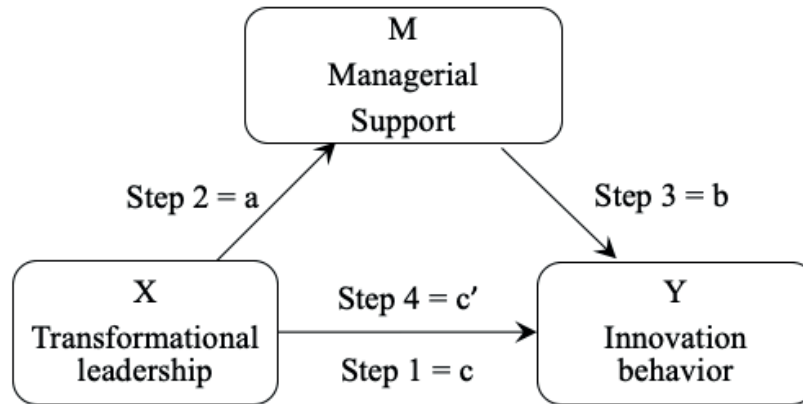 M
Managerial
Support
Step 2 = a
Step 3 = b
X
Transformational
leadership
Step 4 = c′
Step 1 = c
Y
Innovation
behavior